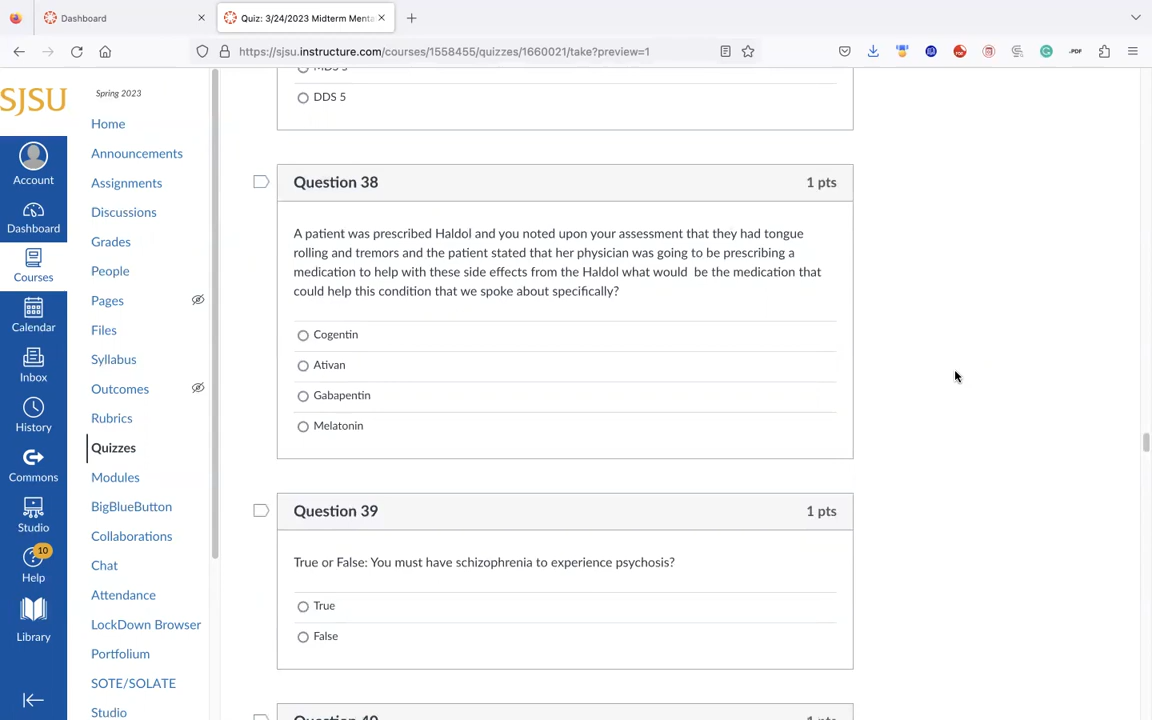 Dashboard
Quiz: 3/24/2023 Midterm Menta
https://sjsu.instructure.com/courses/1558455/quizzes/1660021/take?preview=1
.PDF
SJSU
Account
Dashboard
Courses
Calendar
Inbox
History
Commons
Studio
10
Help
Library
Spring 2023
Home
Announcements
Assignments
Discussions
Grades
People
Pages
Files
Syllabus
Outcomes
Rubrics
Quizzes
Modules
BigBlueButton
Collaborations
Chat
Attendance
LockDown Browser
Portfolium
SOTE/SOLATE
Studio
DDS 5
Question 38
1 pts
A patient was prescribed Haldol and you noted upon your assessment that they had tongue
rolling and tremors and the patient stated that her physician was going to be prescribing a
medication to help with these side effects from the Haldol what would be the medication that
could help this condition that we spoke about specifically?
Cogentin
Ativan
Gabapentin
Melatonin
Question 39
1 pts
True or False: You must have schizophrenia to experience psychosis?
True
False
Question 40
1 pts